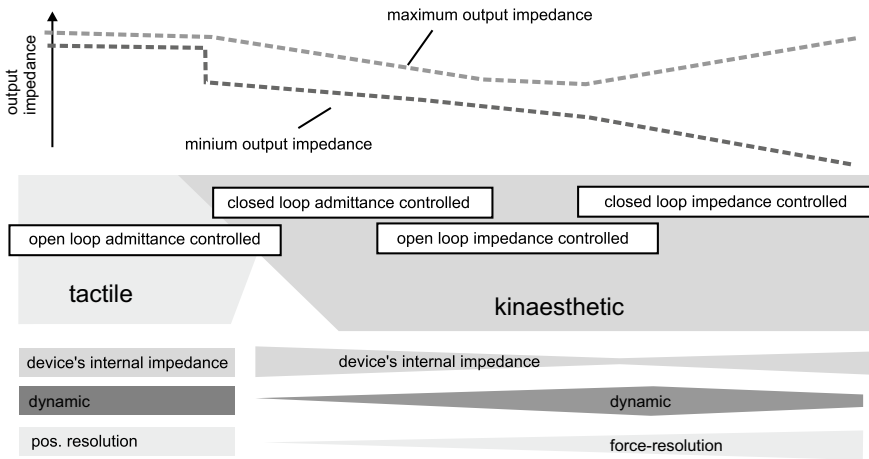 maximum output impedance
output
impedance
minium output impedance
closed loop admittance controlled
closed loop impedance controlled
open loop admittance controlled
open loop impedance controlled
tactile
kinaesthetic
device's internal impedance
device's internal impedance
dynamic
dynamic
pos. resolution
force-resolution